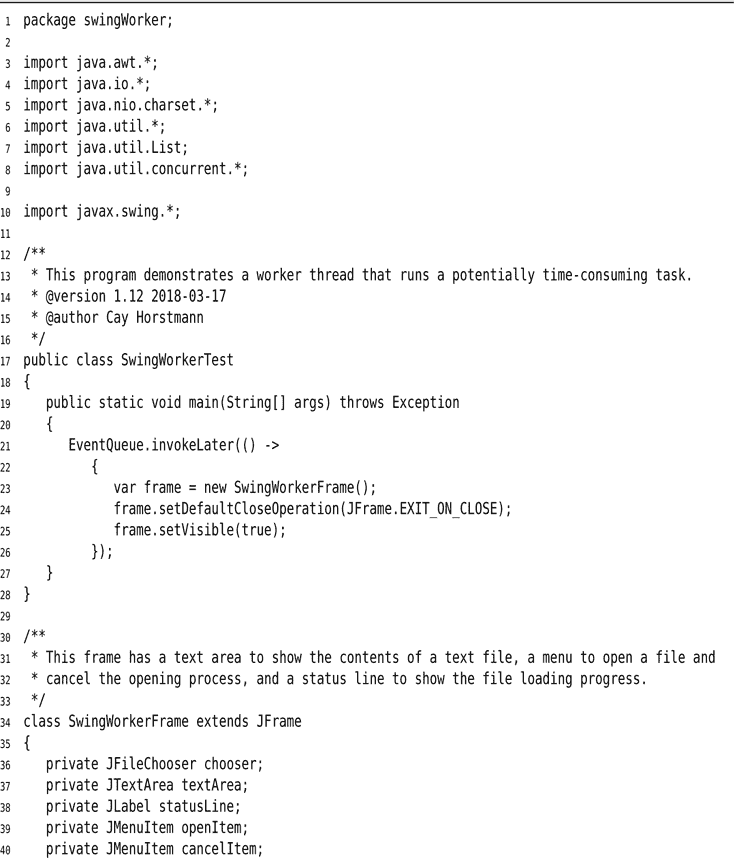 1 package swingWorker;
2
3 import java.awt.*;
4 import java.io.*;
5 import java.nio.charset.*;
6 import java.util.*;
7 import java.util.List;
8 import java.util.concurrent.*;
9
10 import javax.swing.*;
11
12 /**
13  * This program demonstrates a worker thread that runs a potentially time-consuming task.
14  * @version 1.12 2018-03-17
15  * @author Cay Horstmann
16  */
17 public class SwingWorkerTest
18 {
19    public static void main(String[] args) throws Exception
20    {
21       EventQueue.invokeLater(() ->
22          {
23             var frame = new SwingWorkerFrame();
24             frame.setDefaultCloseOperation(JFrame.EXIT_ON_CLOSE);
25             frame.setVisible(true);
26          });
27    }
28 }
29
30 /**
31  * This frame has a text area to show the contents of a text file, a menu to open a file and
32  * cancel the opening process, and a status line to show the file loading progress.
33  */
34 class SwingWorkerFrame extends JFrame
35 {
36    private JFileChooser chooser;
37    private JTextArea textArea;
38    private JLabel statusLine;
39    private JMenuItem openItem;
40    private JMenuItem cancelItem;